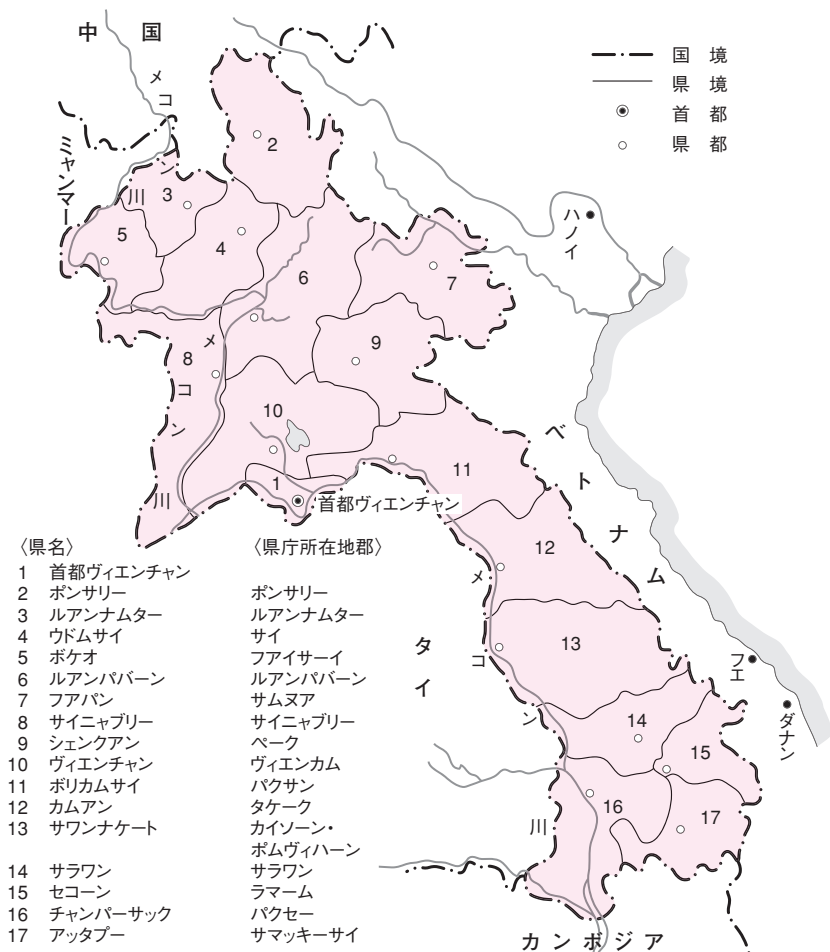 中国
メコン川
ミャンマー
国境
県境
首都
県都
ハノイ
2
3
5
4
6
7
メコン川
8
9
10
11
1
首都ヴィエンチャン
ベトナム
12
メコン川
タイ
13
フエ
ダナン
14
15
16
17
カンボジア
〈県名〉 〈県庁所在地郡〉
1 首都ヴィエンチャン
2 ポンサリー ポンサリー
3 ルアンナムター ルアンナムター
4 ウドムサイ サイ
5 ボケオ フアイサーイ
6 ルアンパバーン ルアンパバーン
7 フアパン サムヌア
8 サイニャブリー サイニャブリー
9 シェンクアン ペーク
10 ヴィエンチャン ヴィエンカム
11 ボリカムサイ パクサン
12 カムアン タケーク
13 サワンナケート カイソーン・
ポムヴィハーン
14 サラワン サラワン
15 セコーン ラマーム
16 チャンパーサック パクセー
17 アッタプー サマッキーサイ